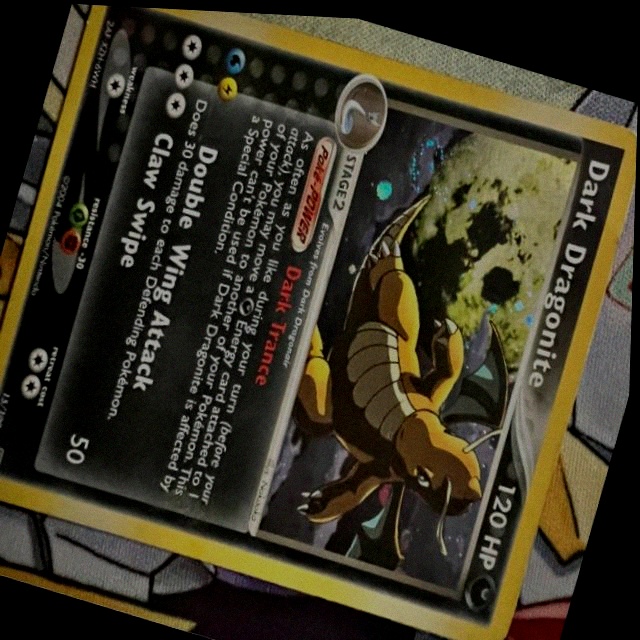 Dark Dragonite 120 HP
STAGE 2 Evolves from Dark Dragonair
POKé-POWER Dark Trance
As often as you like during your turn (before your
attack), you may move a Energy card attached to 1
of your Pokémon to another of your Pokémon. This
power can't be used if Dark Dragonite is affected by
a Special Condition.
Double Wing Attack
Does 30 damage to each Defending Pokémon.
Claw Swipe 50
weakness resistance -30 retreat cost
©2004 Pokémon/Nintendo